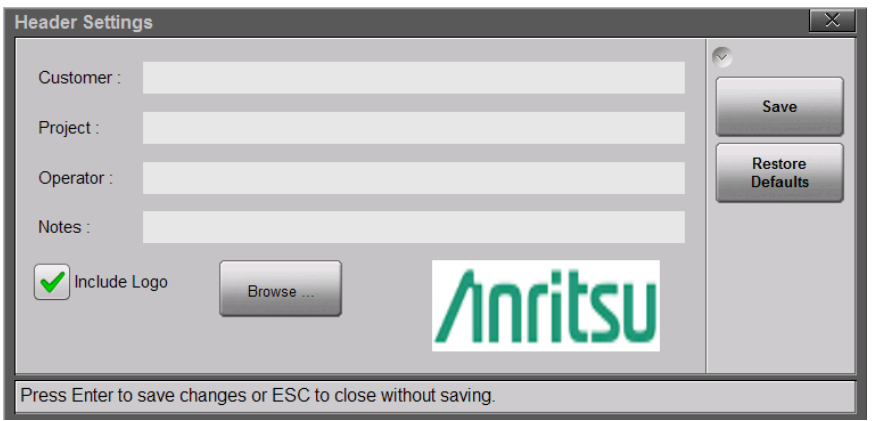 Header Settings
Customer :
Project :
Operator :
Notes :
Include Logo
Browse ...
Anritsu
Save
Restore
Defaults
Press Enter to save changes or ESC to close without saving.